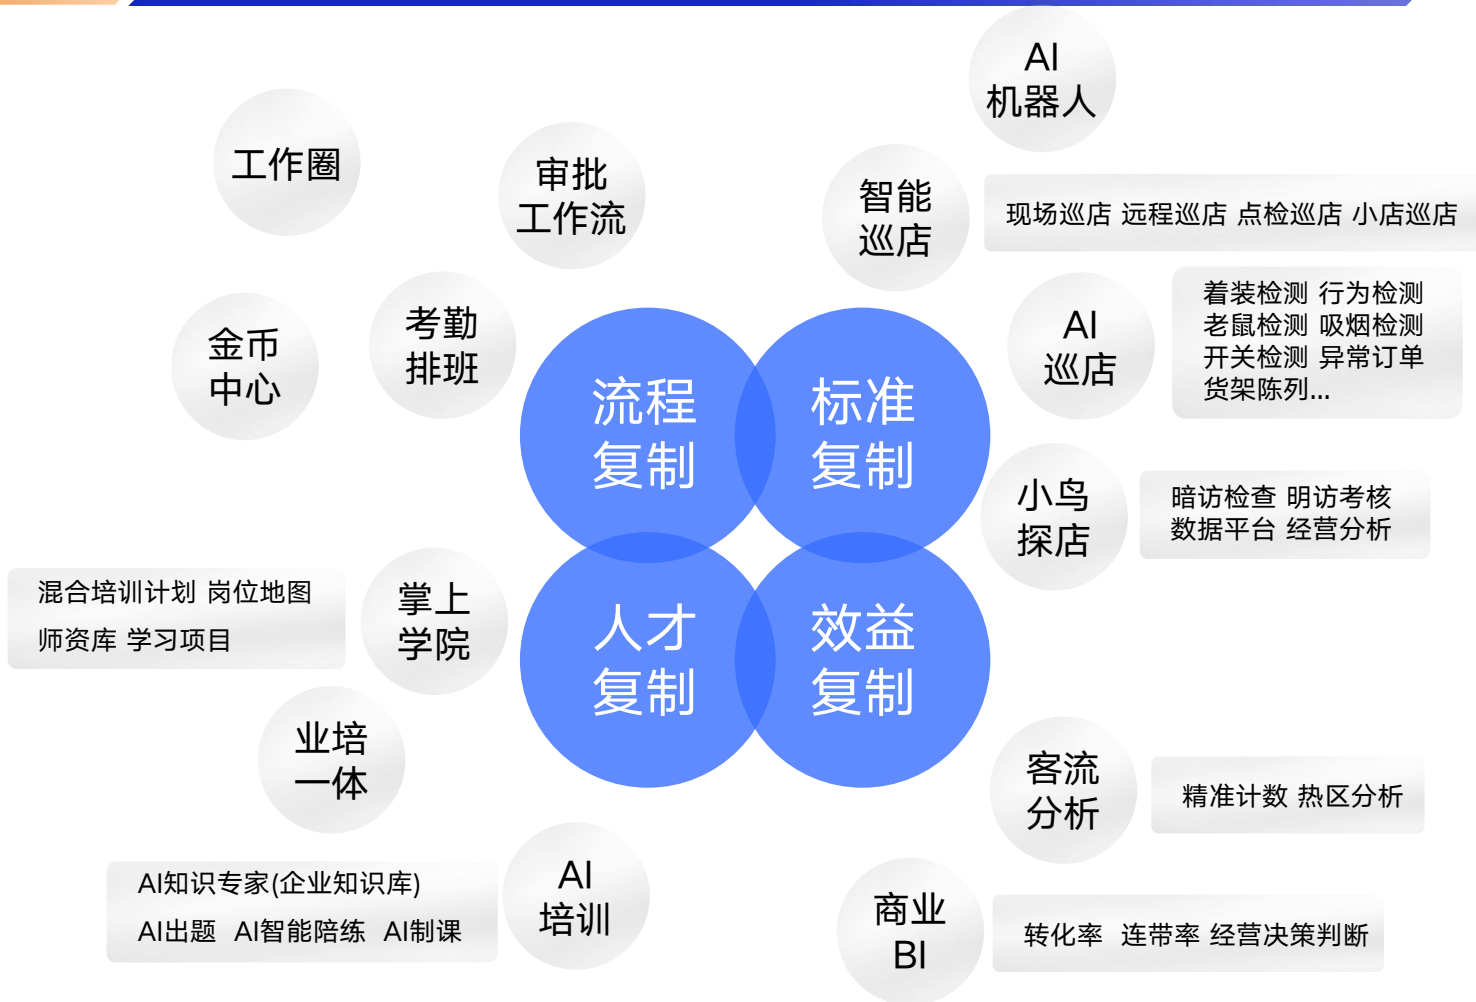 AI
机器人
工作圈
审批
工作流
智能
巡店
现场巡店 远程巡店 点检巡店 小店巡店
金币
中心
考勤
排班
AI
巡店
着装检测 行为检测
老鼠检测 吸烟检测
开关检测 异常订单
货架陈列...
流程
复制
标准
复制
小鸟
探店
暗访检查 明访考核
数据平台 经营分析
混合培训计划 岗位地图
师资库 学习项目
掌上
学院
人才
复制
效益
复制
业培
一体
客流
分析
精准计数 热区分析
AI知识专家(企业知识库)
AI出题 AI智能陪练 AI制课
AI
培训
商业
BI
转化率 连带率 经营决策判断